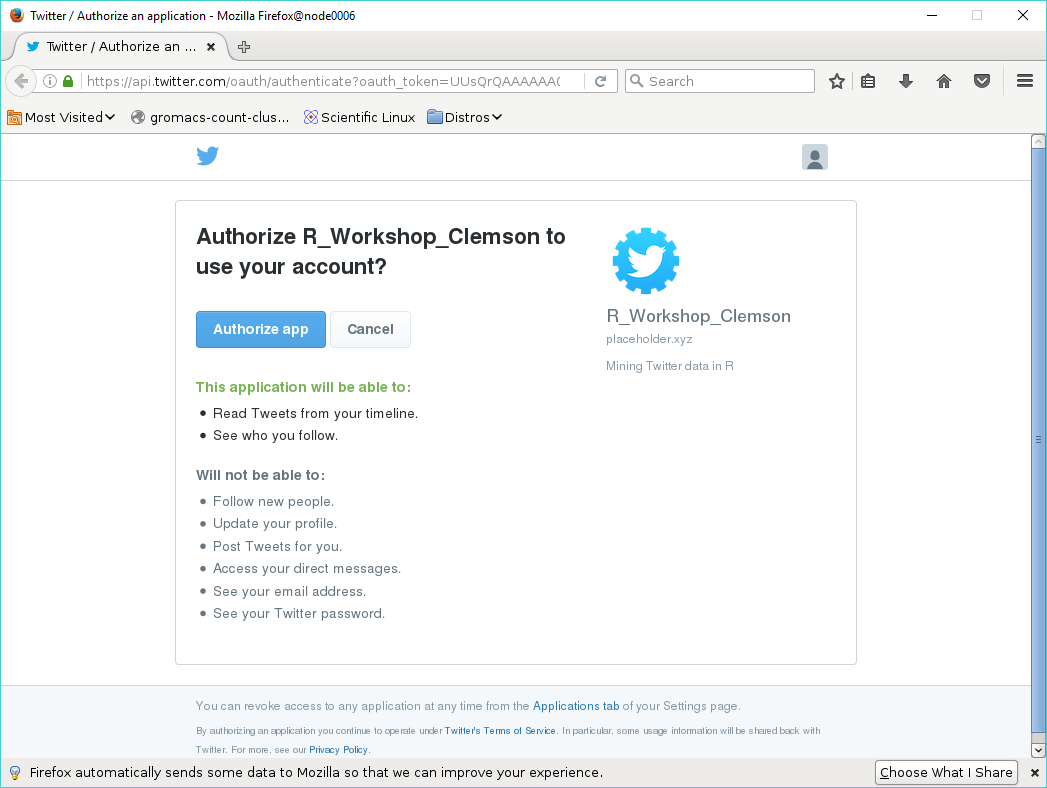 Twitter / Authorize an application - Mozilla Firefox@node0006
Twitter / Authorize an ...
https://api.twitter.com/oauth/authenticate?oauth_token=UUsQrQAAAAAA
Search
Most Visited
gromacs-count-clus...
Scientific Linux
Distros
Authorize R_Workshop_Clemson to
use your account?
R_Workshop_Clemson
placeholder.xyz
Mining Twitter data in R
Authorize app
Cancel
This application will be able to:
• Read Tweets from your timeline.
• See who you follow.
Will not be able to:
• Follow new people.
• Update your profile.
• Post Tweets for you.
• Access your direct messages.
• See your email address.
• See your Twitter password.
You can revoke access to any application at any time from the Applications tab of your Settings page.
By authorizing an application you continue to operate under Twitter's Terms of Service. In particular, some usage information will be shared back with
Twitter. For more, see our Privacy Policy.
Firefox automatically sends some data to Mozilla so that we can improve your experience.
Choose What I Share